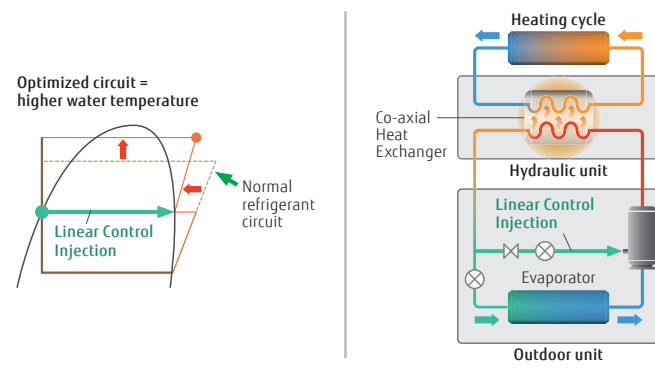 Optimized circuit =
higher water temperature
Linear Control
Injection
Normal
refrigerant
circuit
Heating cycle
Co-axial
Heat
Exchanger
Hydraulic unit
Linear Control
Injection
Evaporator
Outdoor unit